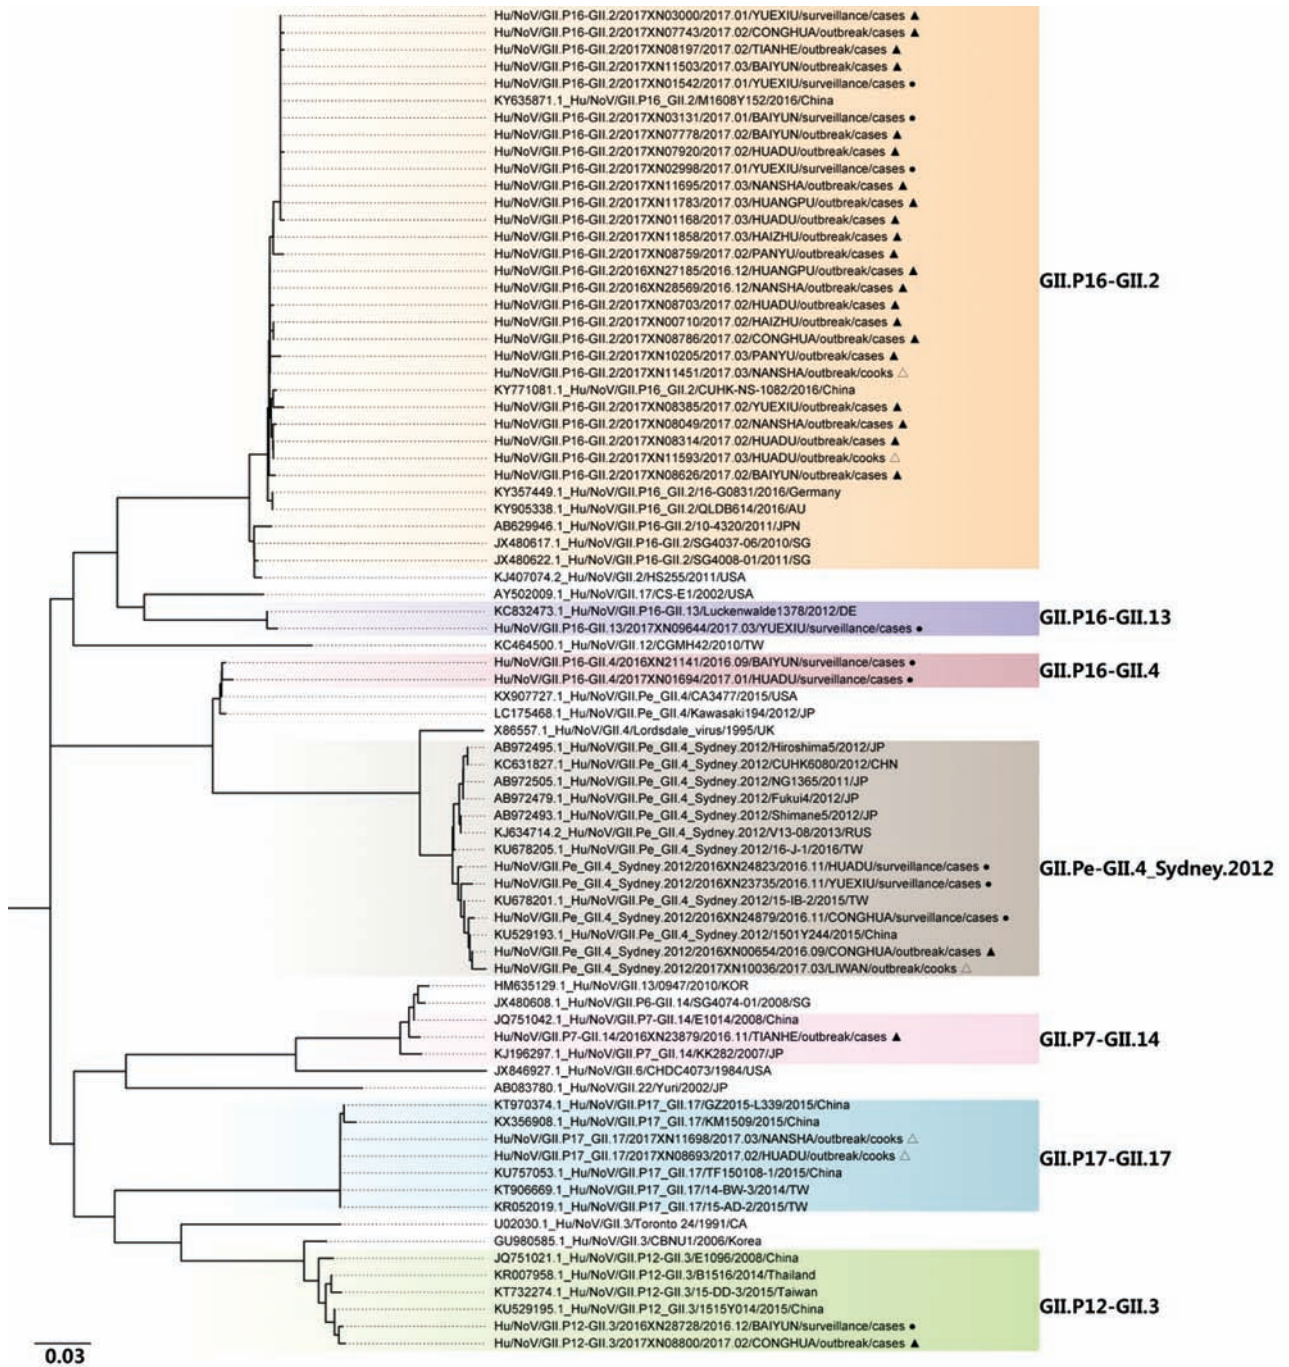 Hu/NoV/GII.P16-GII.2/2017XN03000/2017.01/YUEXIU/surveillance/cases ▲
Hu/NoV/GII.P16-GII.2/2017XN07743/2017.02/CONGHUA/outbreak/cases ▲
Hu/NoV/GII.P16-GII.2/2017XN08197/2017.02/TIANHE/outbreak/cases ▲
Hu/NoV/GII.P16-GII.2/2017XN11503/2017.03/BAIYUN/outbreak/cases ▲
Hu/NoV/GII.P16-GII.2/2017XN01542/2017.01/YUEXIU/surveillance/cases ●
KY635871.1_Hu/NoV/GII.P16_GII.2/M1608Y152/2016/China
Hu/NoV/GII.P16-GII.2/2017XN03131/2017.01/BAIYUN/surveillance/cases ●
Hu/NoV/GII.P16-GII.2/2017XN07778/2017.02/BAIYUN/outbreak/cases ▲
Hu/NoV/GII.P16-GII.2/2017XN07920/2017.02/HUADU/outbreak/cases ▲
Hu/NoV/GII.P16-GII.2/2017XN02998/2017.01/YUEXIU/surveillance/cases ●
Hu/NoV/GII.P16-GII.2/2017XN11695/2017.03/NANSHA/outbreak/cases ▲
Hu/NoV/GII.P16-GII.2/2017XN11783/2017.03/HUANGPU/outbreak/cases ▲
Hu/NoV/GII.P16-GII.2/2017XN01168/2017.03/HUADU/outbreak/cases ▲
Hu/NoV/GII.P16-GII.2/2017XN11858/2017.03/HAIZHU/outbreak/cases ▲
Hu/NoV/GII.P16-GII.2/2017XN08759/2017.02/PANYU/outbreak/cases ▲
Hu/NoV/GII.P16-GII.2/2016XN27185/2016.12/HUANGPU/outbreak/cases ▲
Hu/NoV/GII.P16-GII.2/2016XN28569/2016.12/NANSHA/outbreak/cases ▲
GII.P16-GII.2
Hu/NoV/GII.P16-GII.2/2017XN08703/2017.02/HUADU/outbreak/cases ▲
Hu/NoV/GII.P16-GII.2/2017XN00710/2017.02/HAIZHU/outbreak/cases ▲
Hu/NoV/GII.P16-GII.2/2017XN08786/2017.02/CONGHUA/outbreak/cases ▲
Hu/NoV/GII.P16-GII.2/2017XN10205/2017.03/PANYU/outbreak/cases ▲
Hu/NoV/GII.P16-GII.2/2017XN11451/2017.03/NANSHA/outbreak/cooks △
KY771081.1_Hu/NoV/GII.P16_GII.2/CUHK-NS-1082/2016/China
Hu/NoV/GII.P16-GII.2/2017XN08385/2017.02/YUEXIU/outbreak/cases ▲
Hu/NoV/GII.P16-GII.2/2017XN08049/2017.02/NANSHA/outbreak/cases ▲
Hu/NoV/GII.P16-GII.2/2017XN08314/2017.02/HUADU/outbreak/cases ▲
Hu/NoV/GII.P16-GII.2/2017XN11593/2017.03/HUADU/outbreak/cooks △
Hu/NoV/GII.P16-GII.2/2017XN08626/2017.02/BAIYUN/outbreak/cases ▲
KY357449.1_Hu/NoV/GII.P16_GII.2/16-G0831/2016/Germany
KY905338.1_Hu/NoV/GII.P16_GII.2/QLDB614/2016/AU
AB629946.1_Hu/NoV/GII.P16-GII.2/10-4320/2011/JPN
JX480617.1_Hu/NoV/GII.P16-GII.2/SG4037-06/2010/SG
JX480622.1_Hu/NoV/GII.P16-GII.2/SG4008-01/2011/SG
KJ407074.2_Hu/NoV/GII.2/HS255/2011/USA
AY502009.1_Hu/NoV/GII.17/CS-E1/2002/USA
KC832473.1_Hu/NoV/GII.P16-GII.13/Luckenwalde1378/2012/DE
GII.P16-GII.13
Hu/NoV/GII.P16-GII.13/2017XN09644/2017.03/YUEXIU/surveillance/cases ●
KC464500.1_Hu/NoV/GII.12/CGMH42/2010/TW
Hu/NoV/GII.P16-GII.4/2016XN21141/2016.09/BAIYUN/surveillance/cases ●
GII.P16-GII.4
Hu/NoV/GII.P16-GII.4/2017XN01694/2017.01/HUADU/surveillance/cases ●
KX907727.1_Hu/NoV/GII.Pe_GII.4/CA3477/2015/USA
LC175468.1_Hu/NoV/GII.Pe_GII.4/Kawasaki194/2012/JP
X86557.1_Hu/NoV/GII.4/Lordsdale_virus/1995/UK
AB972495.1_Hu/NoV/GII.Pe_GII.4_Sydney.2012/Hiroshima5/2012/JP
KC631827.1_Hu/NoV/GII.Pe_GII.4_Sydney.2012/CUHK6080/2012/CHN
AB972505.1_Hu/NoV/GII.Pe_GII.4_Sydney.2012/NG1365/2011/JP
AB972479.1_Hu/NoV/GII.Pe_GII.4_Sydney.2012/Fukui4/2012/JP
AB972493.1_Hu/NoV/GII.Pe_GII.4_Sydney.2012/Shimane5/2012/JP
KJ634714.2_Hu/NoV/GII.Pe_GII.4_Sydney.2012/V13-08/2013/RUS
KU678205.1_Hu/NoV/GII.Pe_GII.4_Sydney.2012/16-J-1/2016/TW
Hu/NoV/GII.Pe_GII.4_Sydney.2012/2016XN24823/2016.11/HUADU/surveillance/cases ●
GII.Pe-GII.4_Sydney.2012
Hu/NoV/GII.Pe_GII.4_Sydney.2012/2016XN23735/2016.11/YUEXIU/surveillance/cases ●
KU678201.1_Hu/NoV/GII.Pe_GII.4_Sydney.2012/15-IB-2/2015/TW
Hu/NoV/GII.Pe_GII.4_Sydney.2012/2016XN24879/2016.11/CONGHUA/surveillance/cases ●
KU529193.1_Hu/NoV/GII.Pe_GII.4_Sydney.2012/1501Y244/2015/China
Hu/NoV/GII.Pe_GII.4_Sydney.2012/2016XN00654/2016.09/CONGHUA/outbreak/cases ▲
Hu/NoV/GII.Pe_GII.4_Sydney.2012/2017XN10036/2017.03/LIWAN/outbreak/cooks △
HM635129.1_Hu/NoV/GII.13/0947/2010/KOR
JX480608.1_Hu/NoV/GII.P6-GII.14/SG4074-01/2008/SG
JQ751042.1_Hu/NoV/GII.P7-GII.14/E1014/2008/China
Hu/NoV/GII.P7-GII.14/2016XN23879/2016.11/TIANHE/outbreak/cases ▲
GII.P7-GII.14
KJ196297.1_Hu/NoV/GII.P7_GII.14/KK282/2007/JP
JX846927.1_Hu/NoV/GII.6/CHDC4073/1984/USA
AB083780.1_Hu/NoV/GII.22/Yuri/2002/JP
KT970374.1_Hu/NoV/GII.P17_GII.17/GZ2015-L339/2015/China
KX356908.1_Hu/NoV/GII.P17_GII.17/KM1509/2015/China
Hu/NoV/GII.P17_GII.17/2017XN11698/2017.03/NANSHA/outbreak/cooks △
Hu/NoV/GII.P17_GII.17/2017XN08693/2017.02/HUADU/outbreak/cooks △
GII.P17-GII.17
KU757053.1_Hu/NoV/GII.P17_GII.17/TF150108-1/2015/China
KT906669.1_Hu/NoV/GII.P17_GII.17/14-BW-3/2014/TW
KR052019.1_Hu/NoV/GII.P17_GII.17/15-AD-2/2015/TW
U02030.1_Hu/NoV/GII.3/Toronto 24/1991/CA
GU980585.1_Hu/NoV/GII.3/CBNU1/2006/Korea
JQ751021.1_Hu/NoV/GII.P12-GII.3/E1096/2008/China
KR007958.1_Hu/NoV/GII.P12-GII.3/B1516/2014/Thailand
KT732274.1_Hu/NoV/GII.P12-GII.3/15-DD-3/2015/Taiwan
GII.P12-GII.3
KU529195.1_Hu/NoV/GII.P12_GII.3/1515Y014/2015/China
Hu/NoV/GII.P12-GII.3/2016XN28728/2016.12/BAIYUN/surveillance/cases ●
Hu/NoV/GII.P12-GII.3/2017XN08800/2017.02/CONGHUA/outbreak/cases ▲
0.03